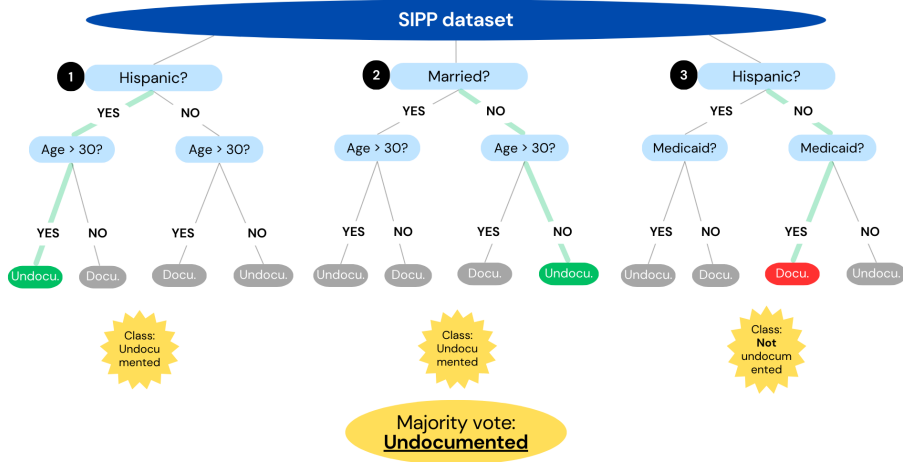 SIPP dataset
1 Hispanic?
2 Married?
3 Hispanic?
YES NO YES NO YES NO
Age > 30? Age > 30? Age > 30? Age > 30? Medicaid? Medicaid?
YES NO YES NO YES NO YES NO YES NO YES NO
Undocu. Docu. Docu. Undocu. Undocu. Docu. Docu. Undocu. Undocu. Docu. Docu. Undocu.
Class:
Undocu
mented
Class:
Undocu
mented
Class:
Not
undocum
ented
Majority vote:
Undocumented